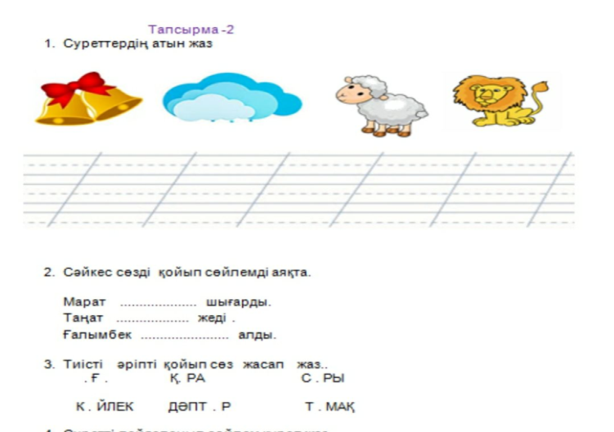 Тапсырма -2
1. Суреттердің атын жаз
2. Сәйкес сөзді қойып сөйлемді аяқта.
Марат .................... шығарды.
Таңат ................... жеді .
Ғалымбек ....................... алды.
3. Тиісті әріпті қойып сөз жасап жаз..
. Ғ . Қ. РА С . РЫ
К . ЙЛЕК ДӘПТ . Р Т . МАҚ